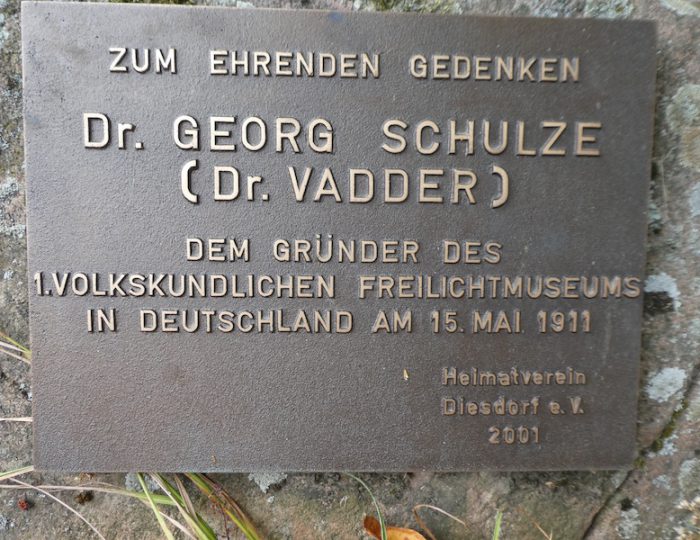 ZUM EHRENDEN GEDENKEN
Dr. GEORG SCHULZE
(Dr. VADDER)
DEM GRÜNDER DES
1.VOLKSKUNDLICHEN FREILICHTMUSEUMS
IN DEUTSCHLAND AM 15. MAI 1911
Heimatverein
Diesdorf e.V.
2001